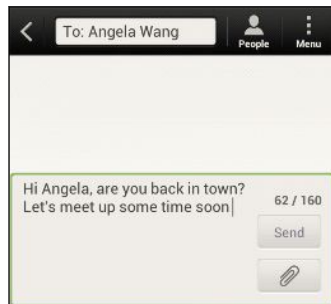 To: Angela Wang
People
Menu
Hi Angela, are you back in town?
Let's meet up some time soon
62 / 160
Send